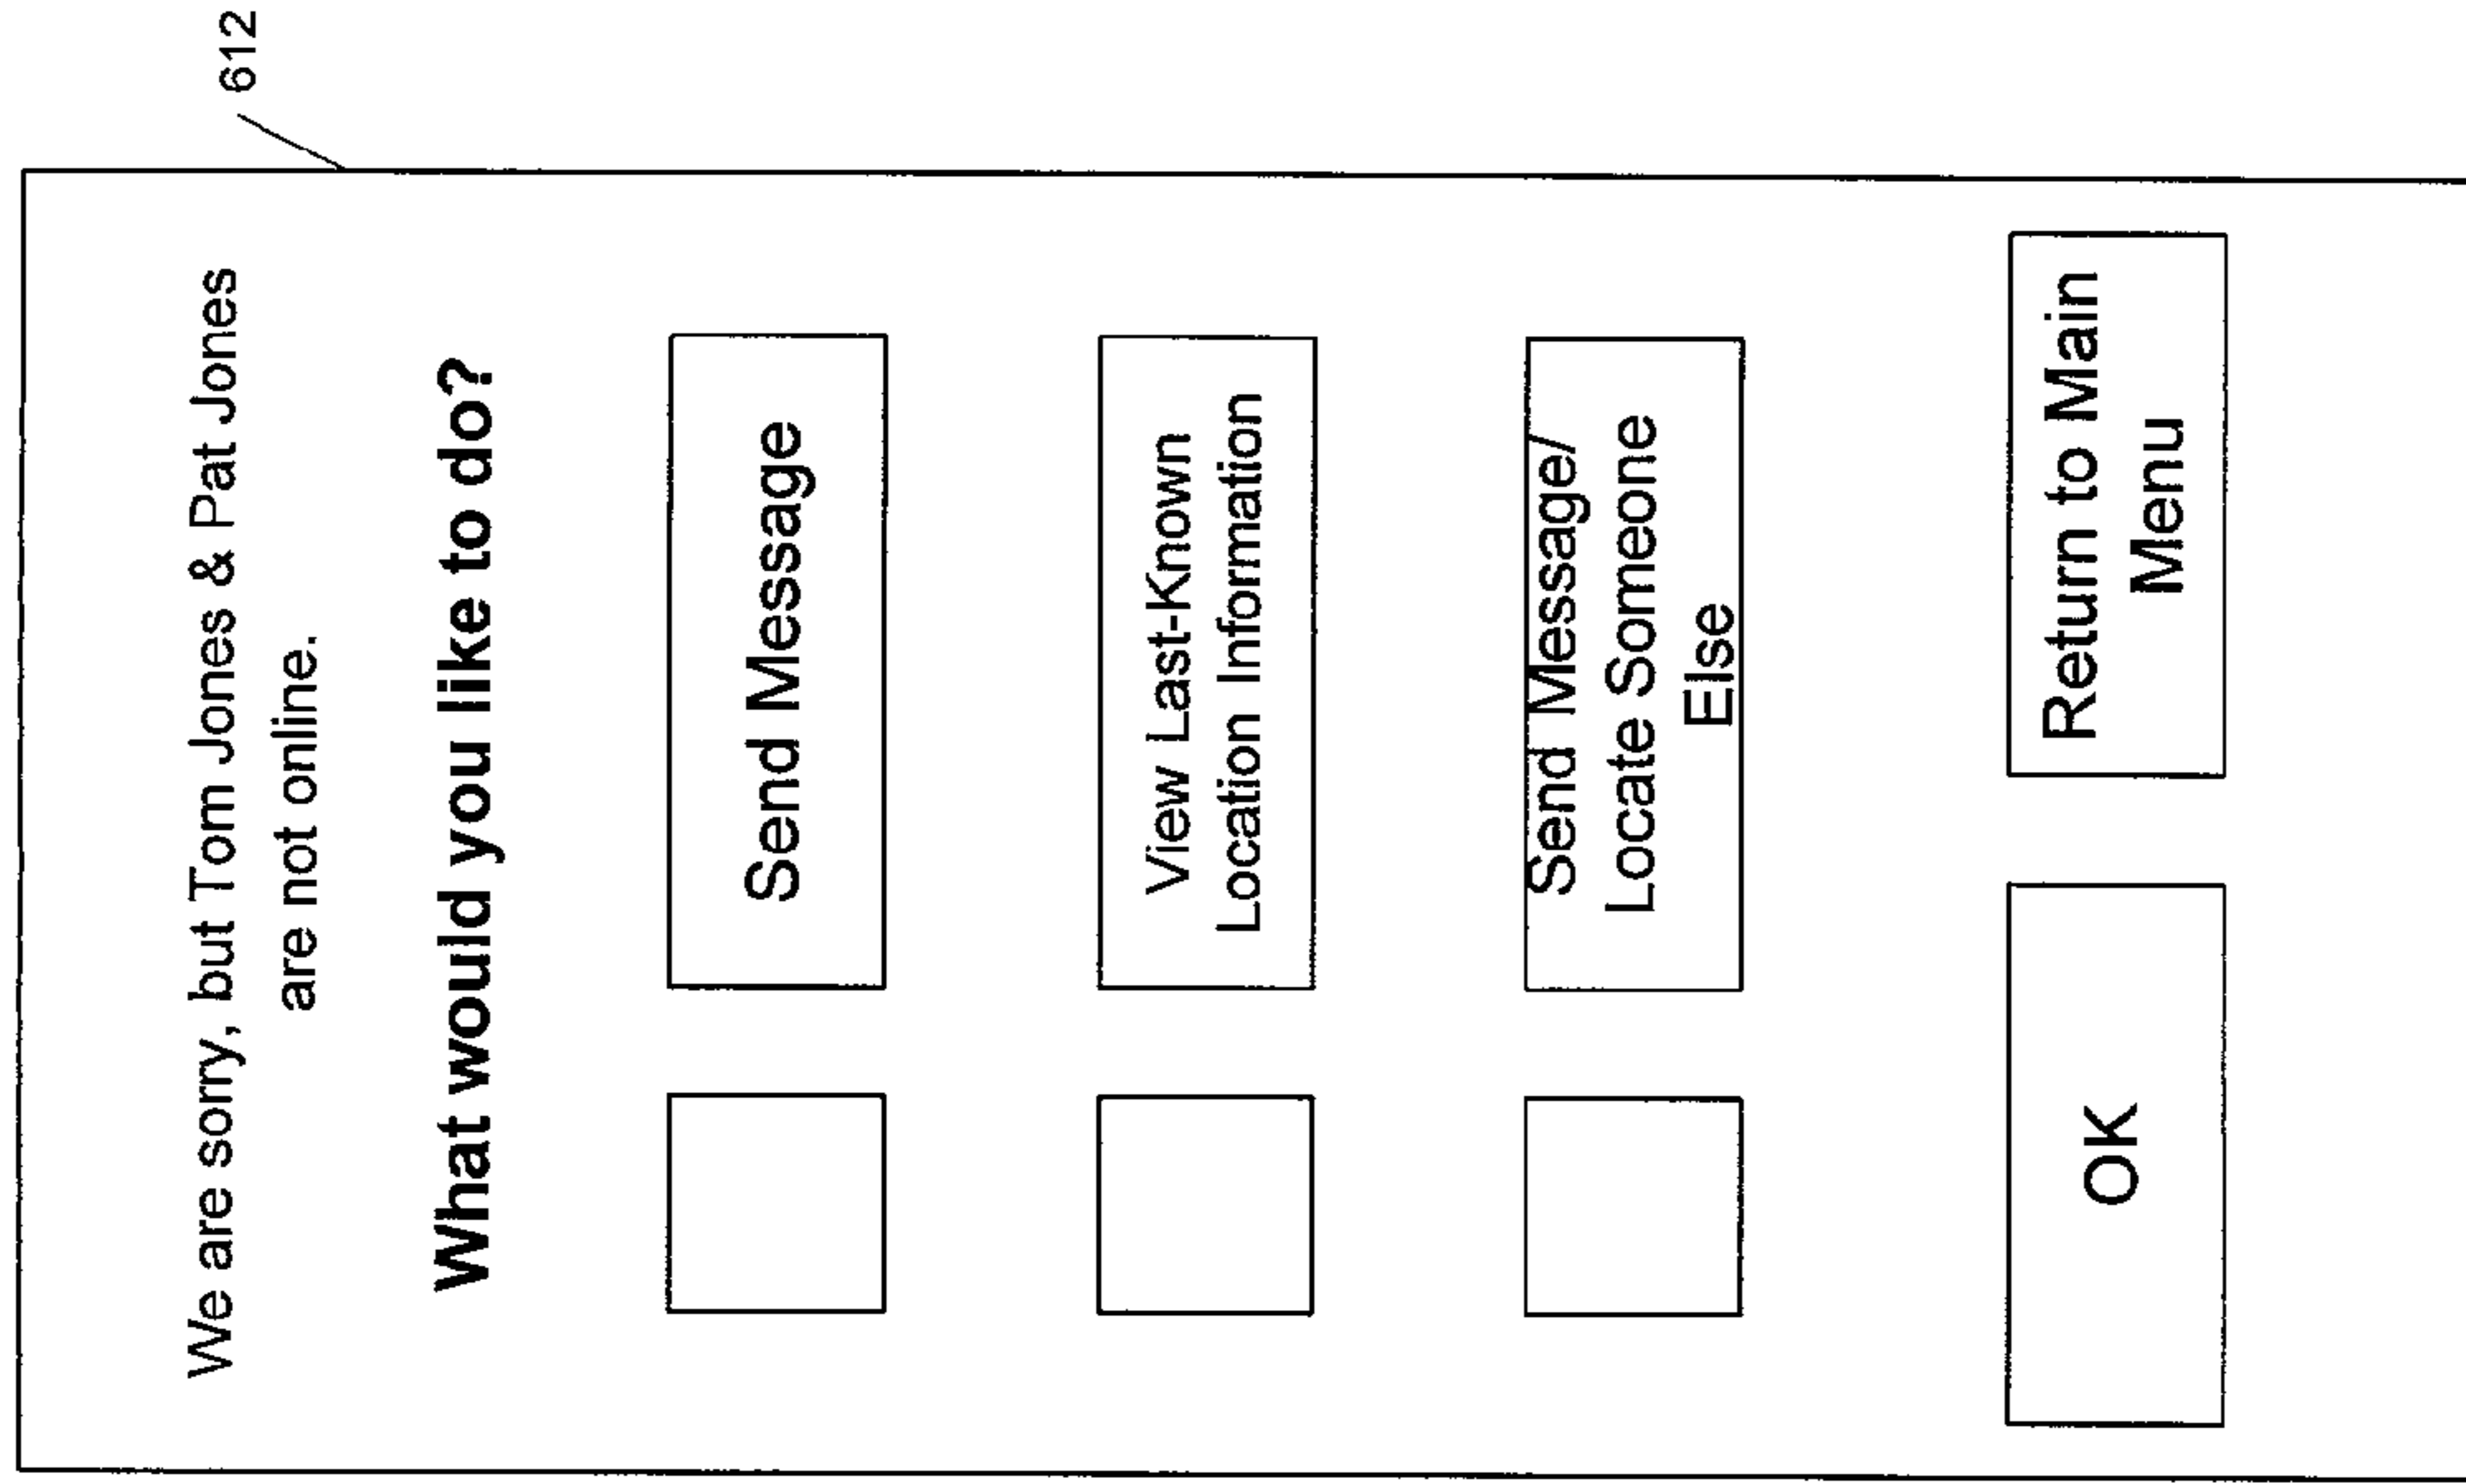 612
We are sorry, but Tom Jones & Pat Jones
are not online.
What would you like to do?
Send Message
View Last-Known
Location Information
Send Message/
Locate Someone
Else
OK
Return to Main
Menu